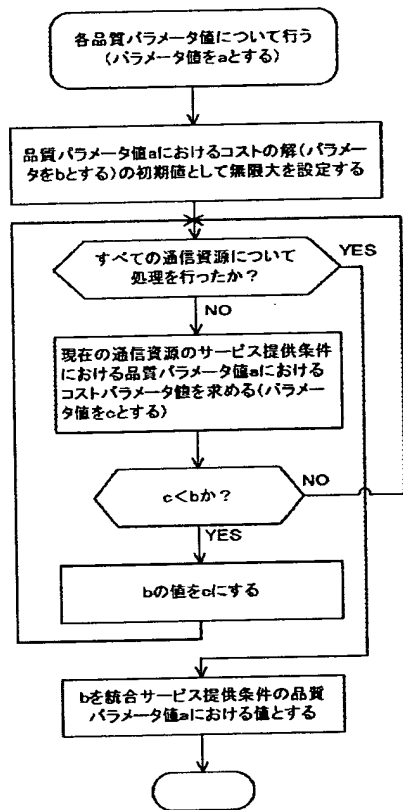 各品質パラメータ値について行う
(パラメータ値をaとする)
品質パラメータ値aにおけるコストの解(パラメー
タをbとする)の初期値として無限大を設定する
すべての通信資源について
処理を行ったか?
YES
NO
現在の通信資源のサービス提供条件
における品質パラメータ値aにおける
コストパラメータ値を求める(パラメー
タ値をcとする)
c<bか?
NO
YES
bの値をcにする
bを統合サービス提供条件の品質
パラメータ値aにおける値とする